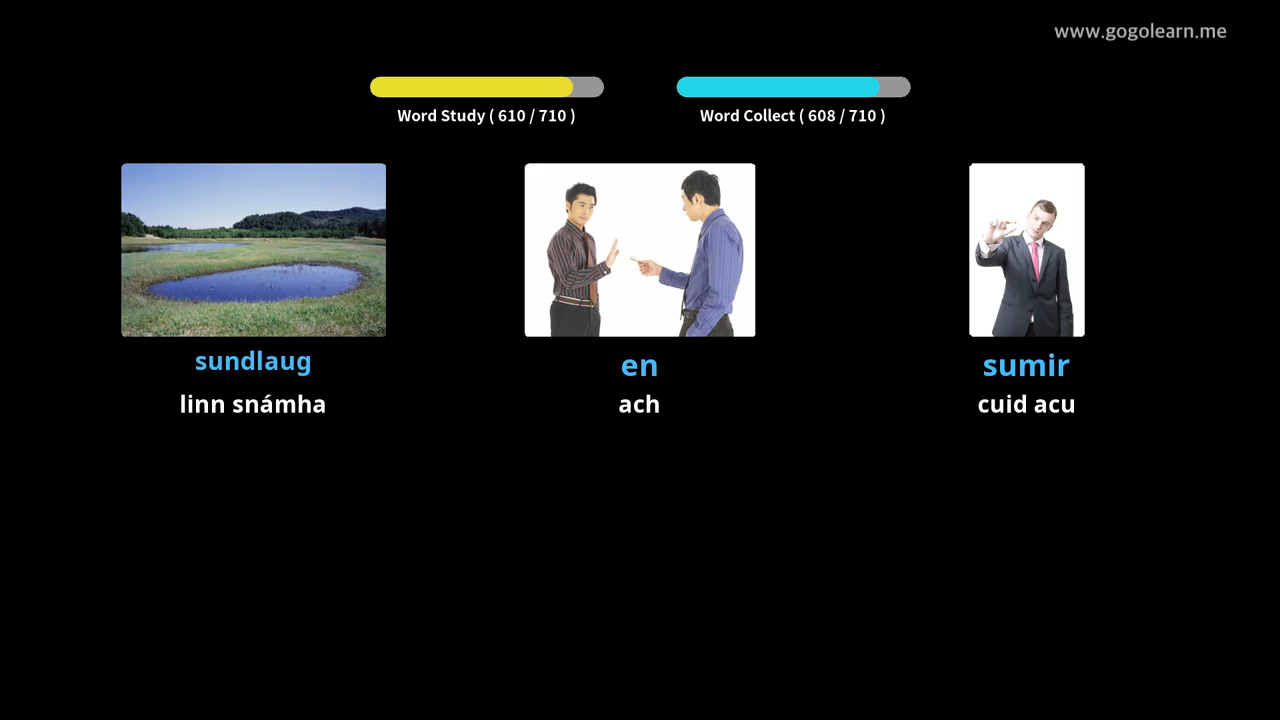 www.gogolearn.me
Word Study ( 610 / 710 )
Word Collect ( 608 / 710 )
sundlaug
en
sumir
linn snámha
ach
cuid acu